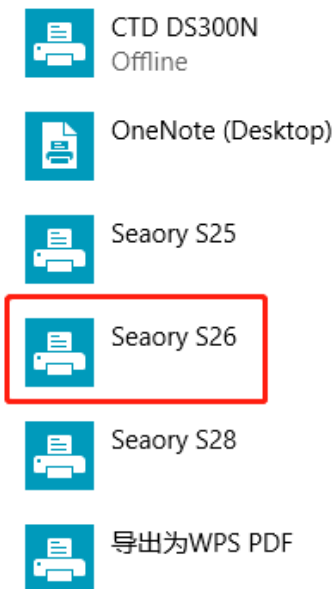 CTD DS300N
Offline
OneNote (Desktop)
Seaory S25
Seaory S26
Seaory S28
导出为WPS PDF